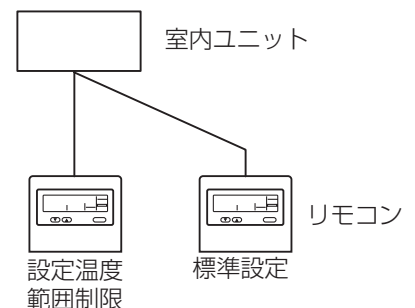 室内ユニット
リモコン
設定温度
範囲制限
標準設定